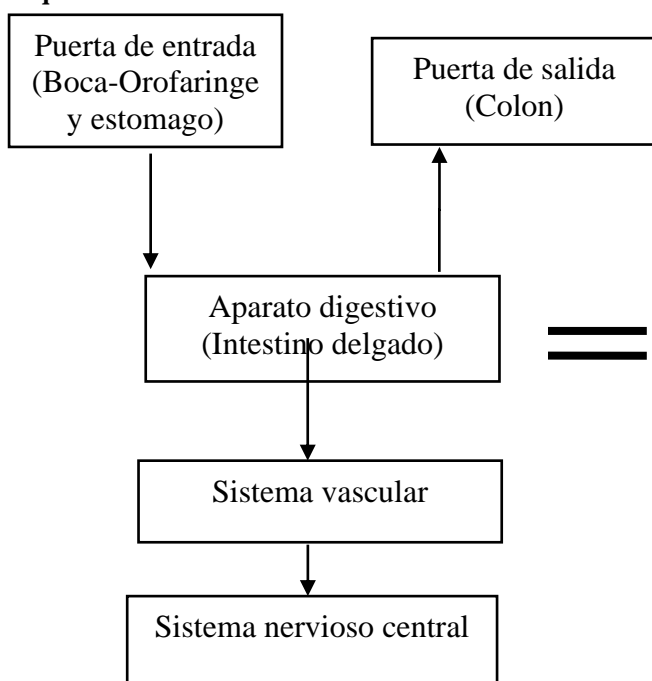 Puerta de entrada
(Boca-Orofaringe
y estomago)
Puerta de salida
(Colon)
Aparato digestivo
(Intestino delgado)
Sistema vascular
Sistema nervioso central